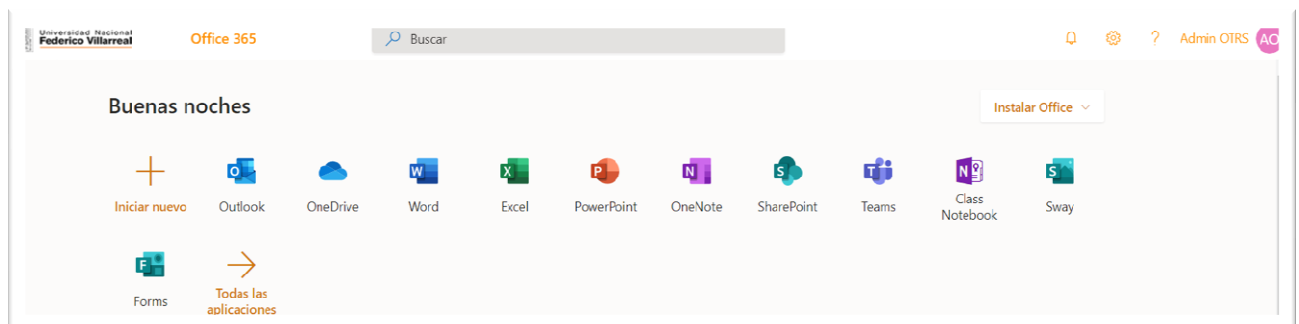 Universidad Nacional
Federico Villarreal
Office 365
Buscar
?
Admin OTRS
AO
Buenas noches
Instalar Office
Iniciar nuevo
Outlook
OneDrive
Word
Excel
PowerPoint
OneNote
SharePoint
Teams
Class
Notebook
Sway
Forms
Todas las
aplicaciones